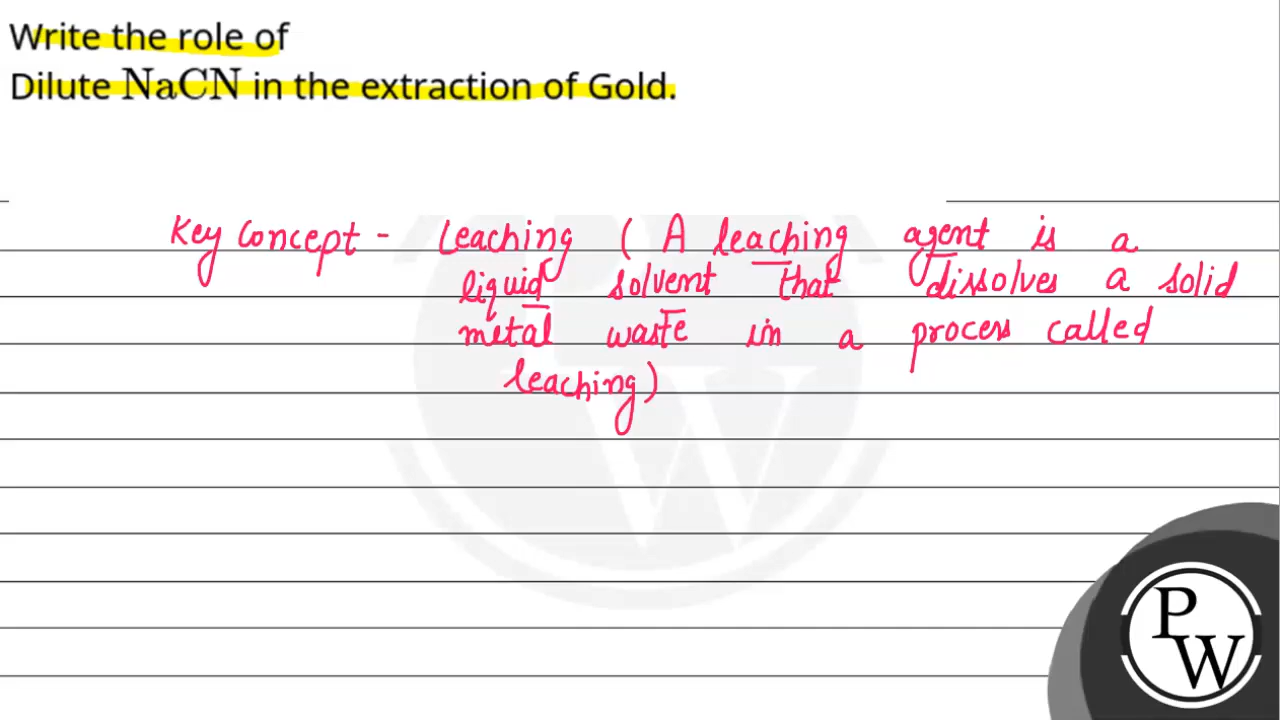 Write the role of
Dilute NaCN in the extraction of Gold.
Key Concept - Leaching ( A leaching agent is a
liquid solvent that dissolves a solid
metal waste in a process called
leaching)
P
W